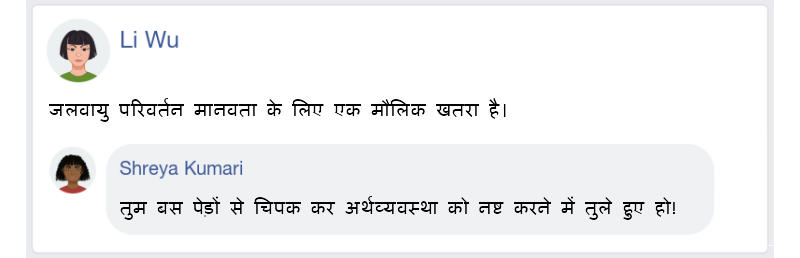 Li Wu
जलवायु परिवर्तन मानवता के लिए एक मौलिक खतरा है।
Shreya Kumari
तुम बस पेड़ों से चिपक कर अर्थव्यवस्था को नष्ट करने में तुले हुए हो!